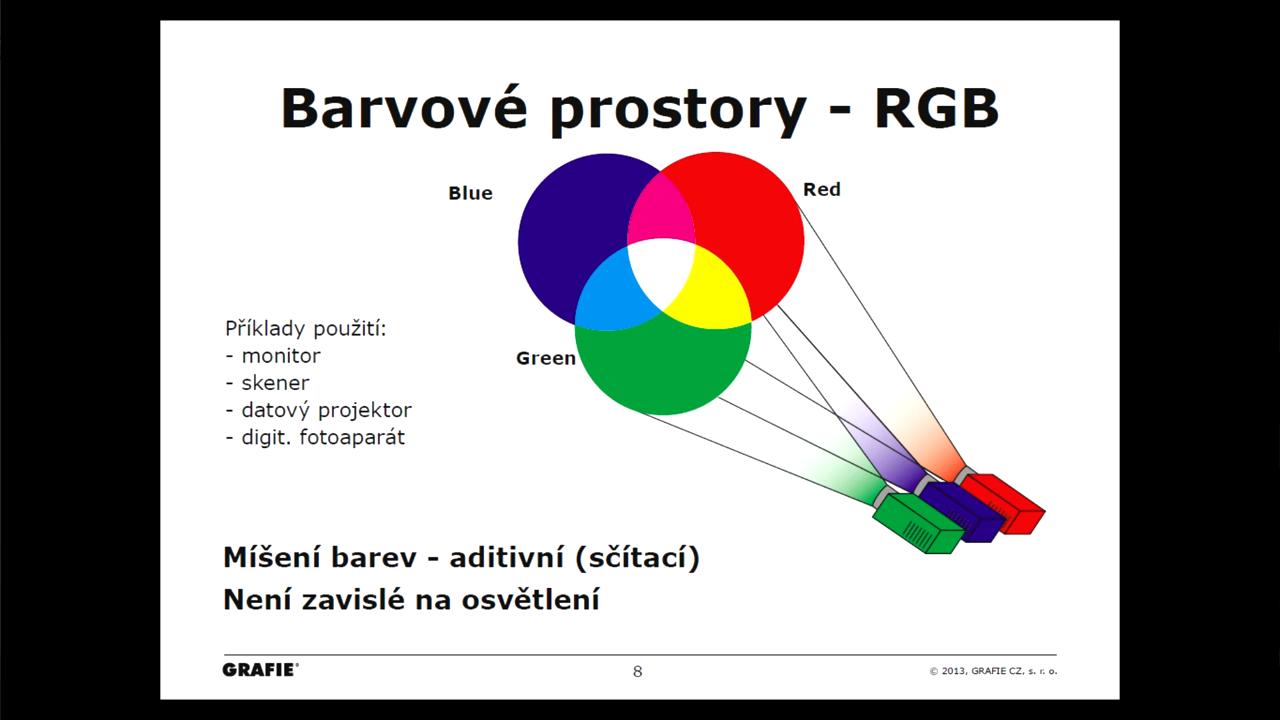 Barvové prostory - RGB
Blue
Red
Příklady použití:
- monitor
- skener
- datový projektor
- digit. fotoaparát
Green
Míšení barev - aditivní (sčítací)
Není zavislé na osvětlení
GRAFIE®
8
© 2013, GRAFIE CZ, s. r. o.